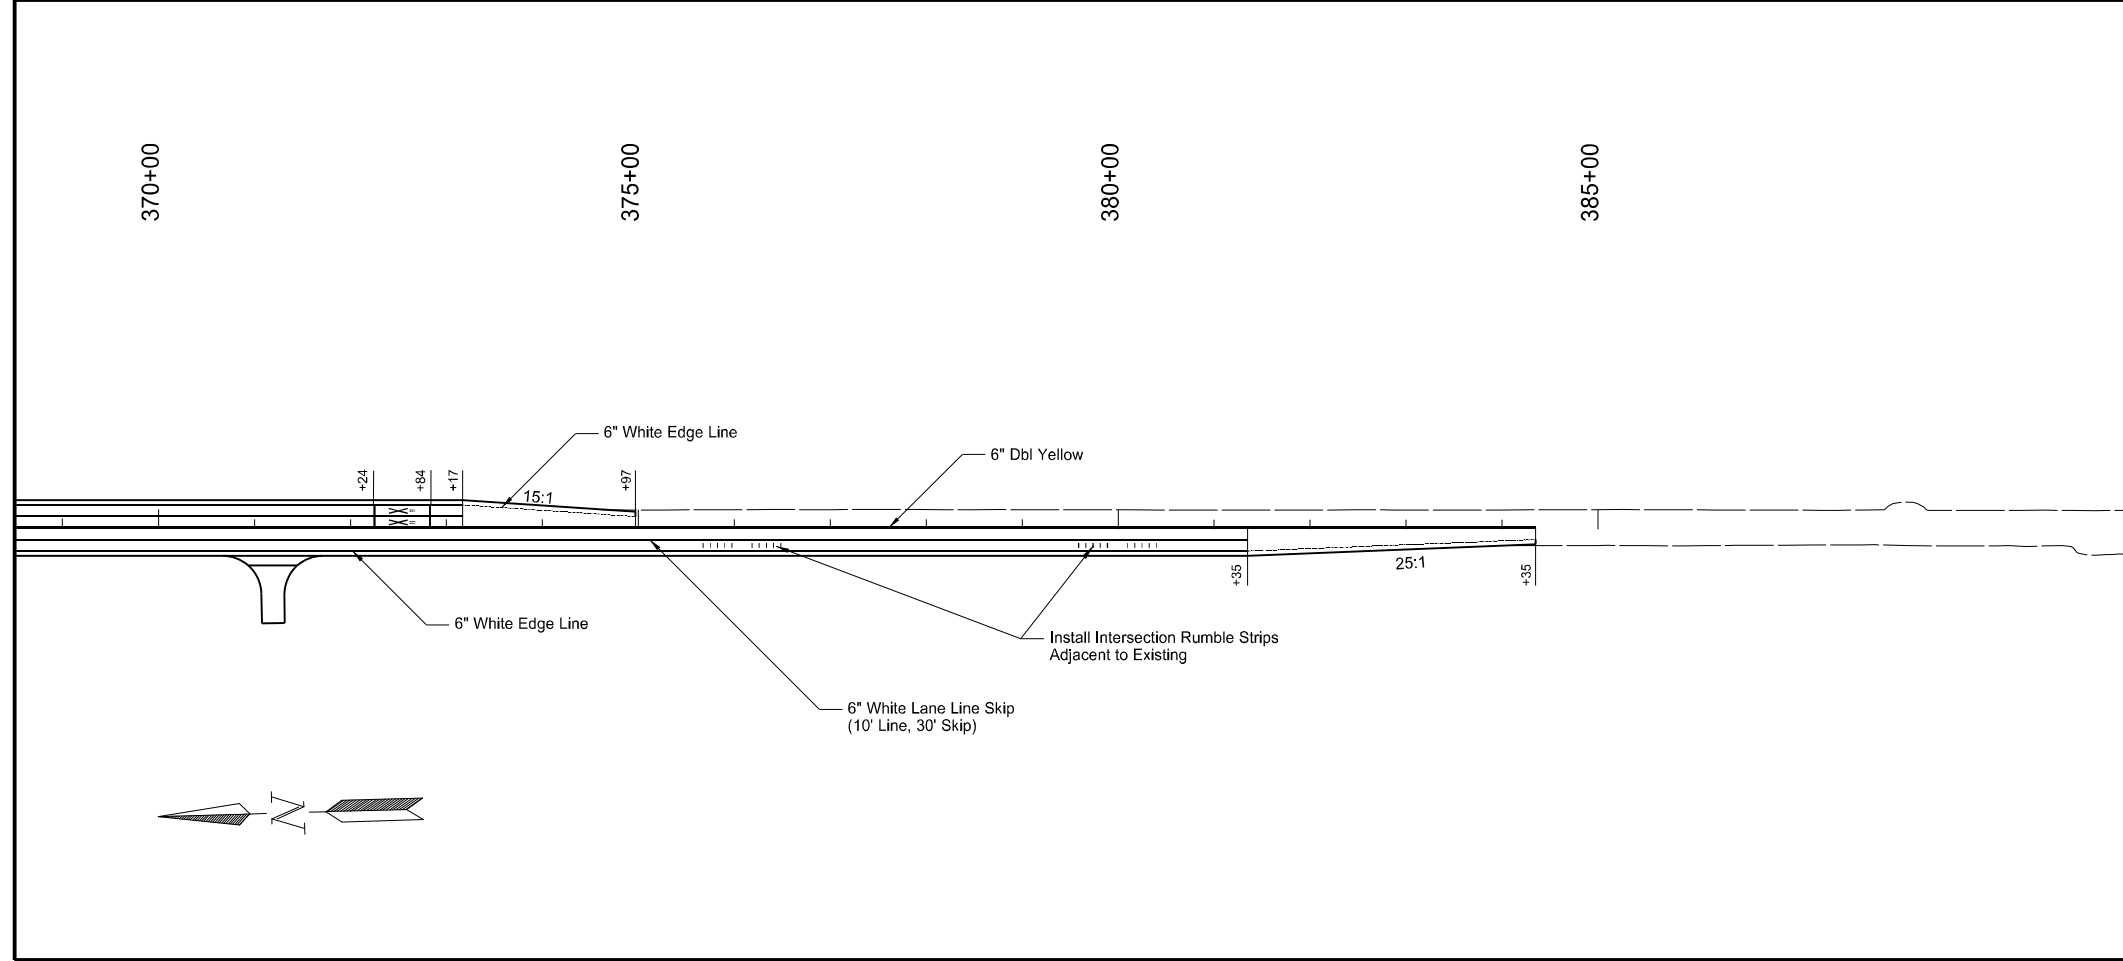 370+00
375+00
380+00
385+00
6" White Edge Line
6" Dbl Yellow
+24
+84
+17
+97
15:1
+35
25:1
+35
6" White Edge Line
Install Intersection Rumble Strips
Adjacent to Existing
6" White Lane Line Skip
(10' Line, 30' Skip)
N